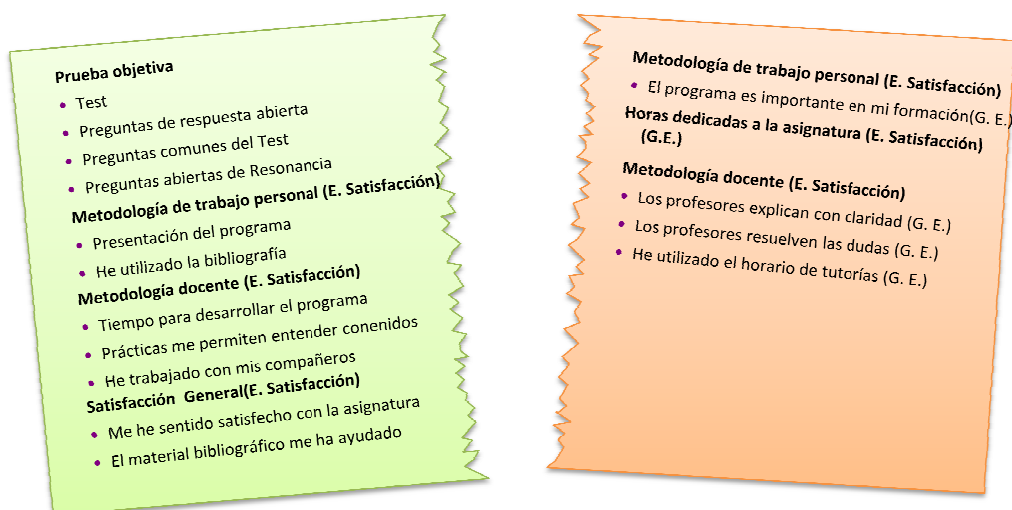 Prueba objetiva
• Test
• Preguntas de respuesta abierta
• Preguntas comunes del Test
• Preguntas abiertas de Resonancia
Metodología de trabajo personal (E. Satisfacción)
• Presentación del programa
• He utilizado la bibliografía
Metodología docente (E. Satisfacción)
• Tiempo para desarrollar el programa
• Prácticas me permiten entender conenidos
• He trabajado con mis compañeros
Satisfacción General(E. Satisfacción)
• Me he sentido satisfecho con la asignatura
• El material bibliográfico me ha ayudado
Metodología de trabajo personal (E. Satisfacción)
• El programa es importante en mi formación(G. E.)
Horas dedicadas a la asignatura (E. Satisfacción)
(G.E.)
Metodología docente (E. Satisfacción)
• Los profesores explican con claridad (G. E.)
• Los profesores resuelven las dudas (G. E.)
• He utilizado el horario de tutorías (G. E.)